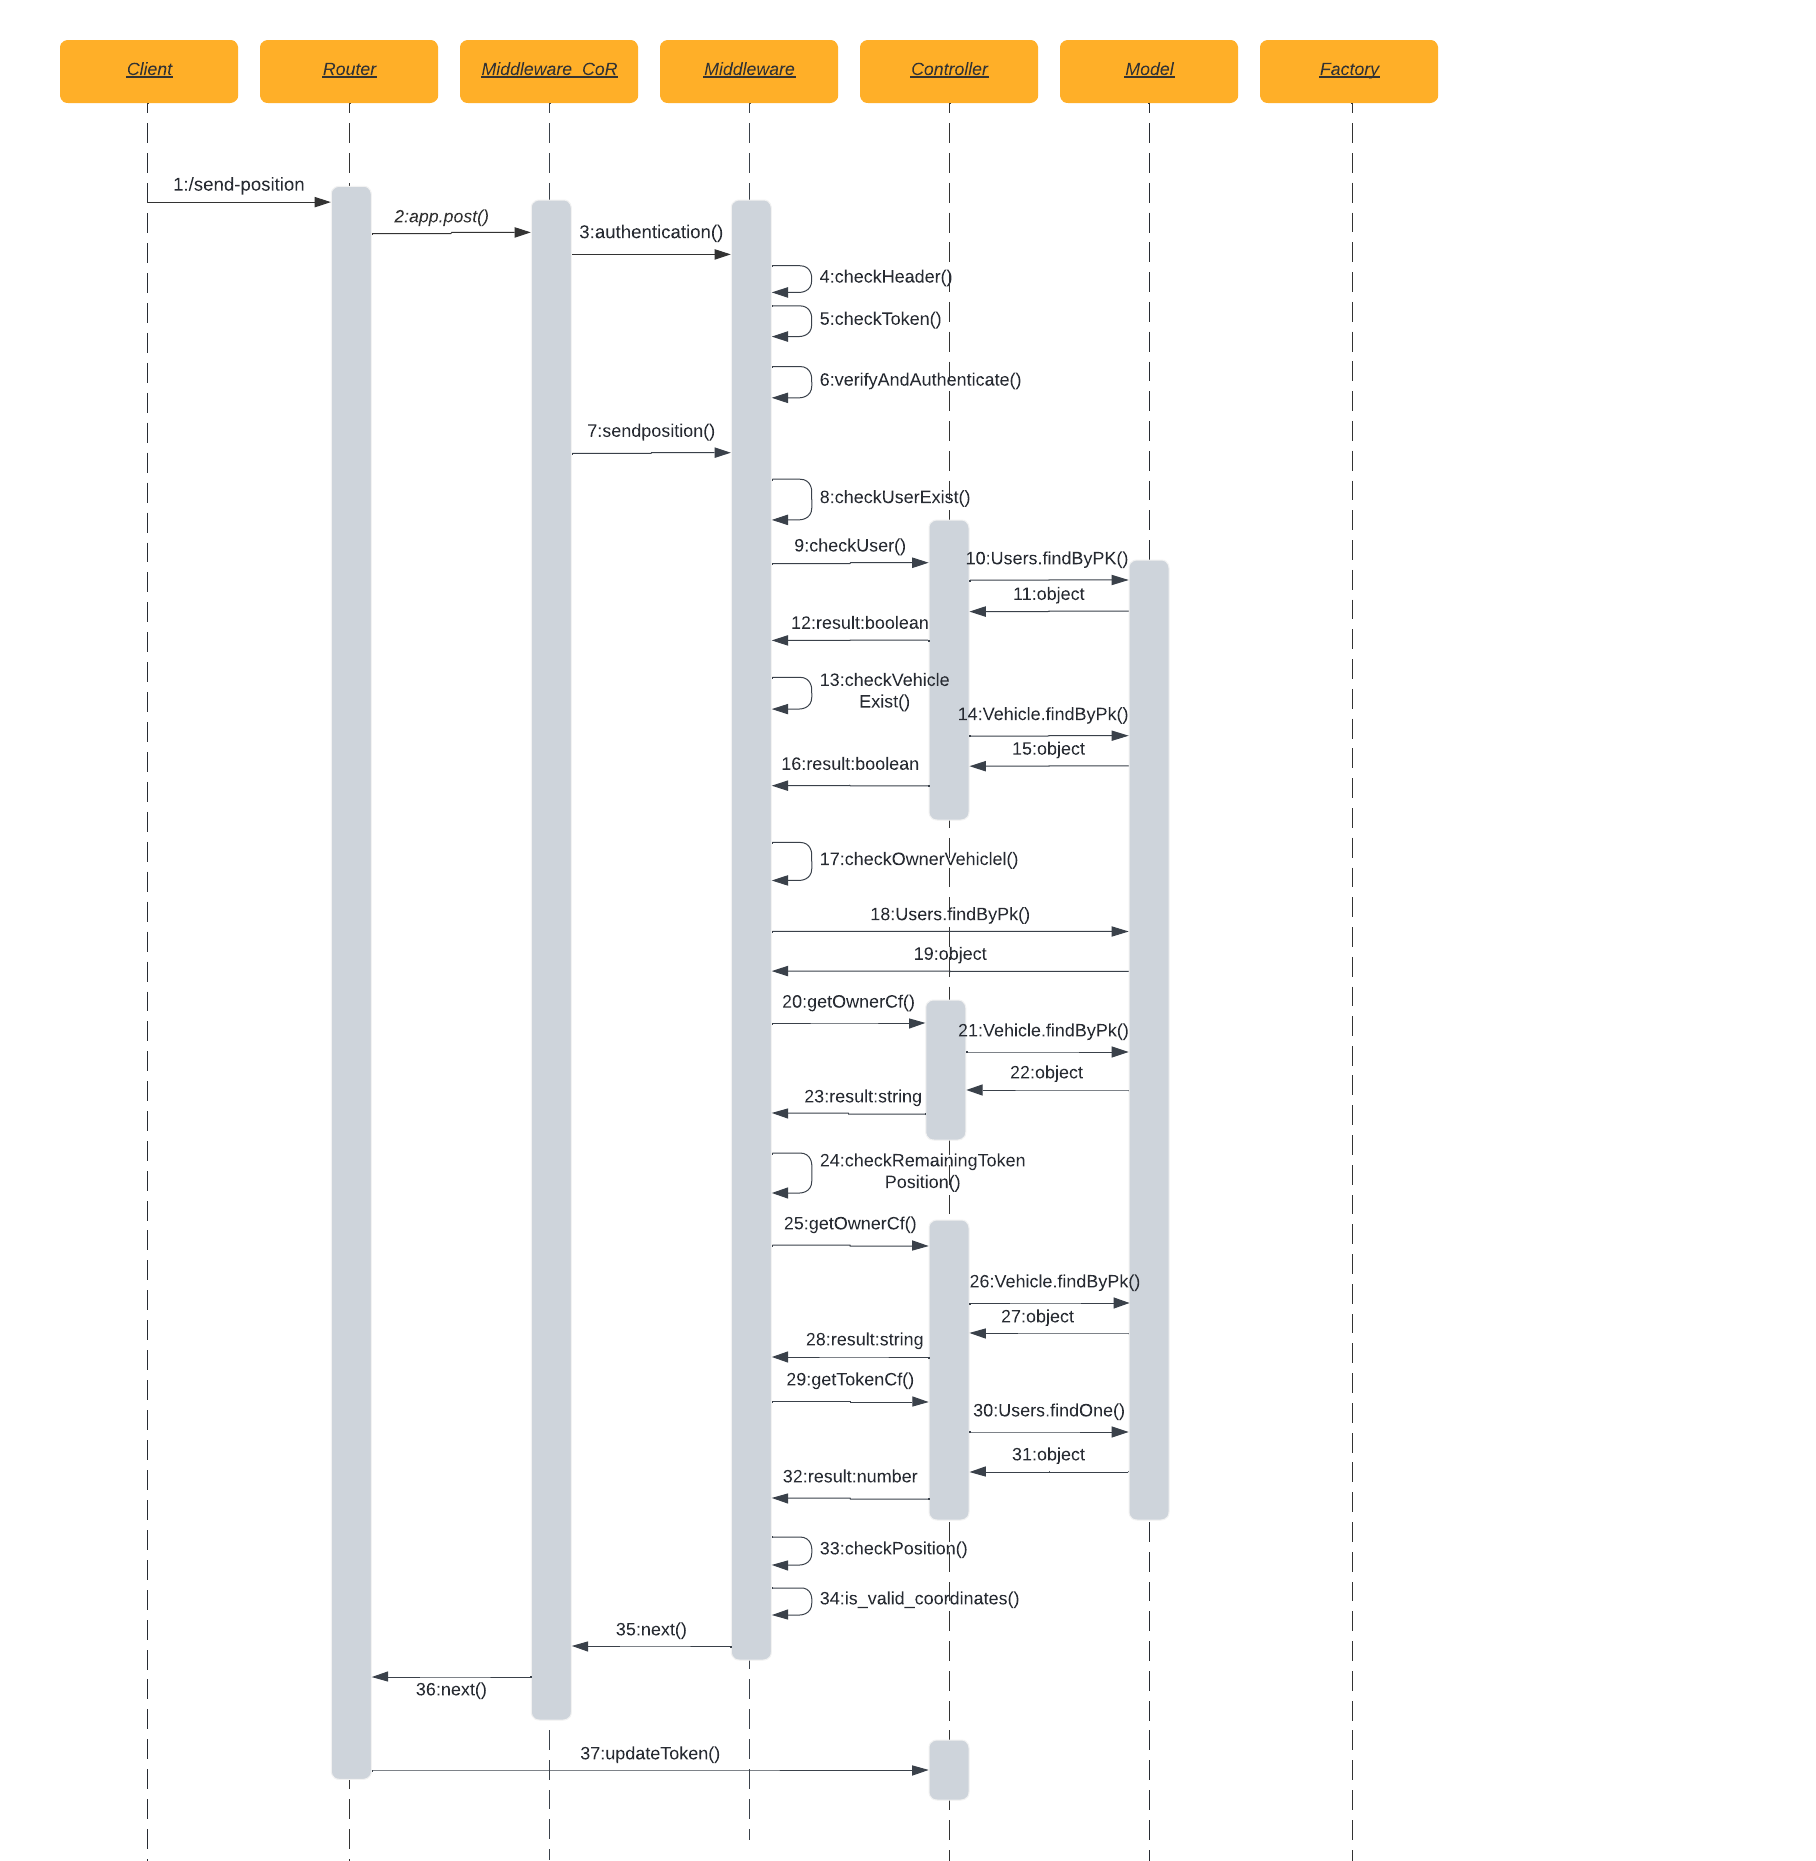 Client
Router
Middleware_CoR
Middleware
Controller
Model
Factory
1:/send-position
2:app.post()
3:authentication()
4:checkHeader()
5:checkToken()
6:verifyAndAuthenticate()
7:sendposition()
8:checkUserExist()
9:checkUser()
10:Users.findByPK()
11:object
12:result:boolean
13:checkVehicle
Exist()
14:Vehicle.findByPk()
15:object
16:result:boolean
17:checkOwnerVehiclel()
18:Users.findByPk()
19:object
20:getOwnerCf()
21:Vehicle.findByPk()
22:object
23:result:string
24:checkRemainingToken
Position()
25:getOwnerCf()
26:Vehicle.findByPk()
27:object
28:result:string
29:getTokenCf()
30:Users.findOne()
31:object
32:result:number
33:checkPosition()
34:is_valid_coordinates()
35:next()
36:next()
37:updateToken()